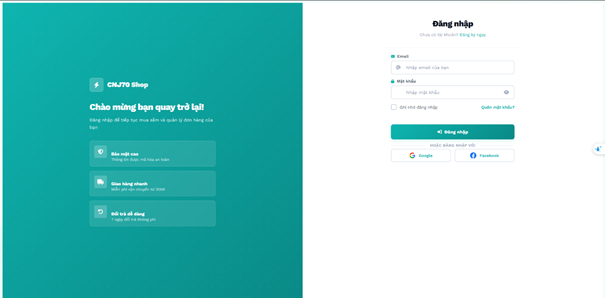 CNJ70 Shop
Chào mừng bạn quay trở lại!
Đăng nhập để tiếp tục mua sắm và quản lý đơn hàng của
bạn.
Bảo mật cao
Thông tin được mã hóa an toàn
Giao hàng nhanh
Miễn phí vận chuyển từ 500K
Đổi trả dễ dàng
7 ngày đổi trả miễn phí
Đăng nhập
Chưa có tài khoản? Đăng ký ngay
Email
Nhập email của bạn
Mật khẩu
Nhập mật khẩu
Ghi nhớ đăng nhập
Quên mật khẩu?
Đăng nhập
HOẶC ĐĂNG NHẬP VỚI
Google
Facebook